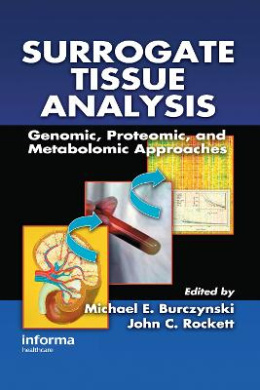 SURROGATE
TISSUE
ANALYSIS
Genomic, Proteomic, and
Metabolomic Approaches
Edited by
Michael E. Burczynski
John C. Rockett
informa
healthcare